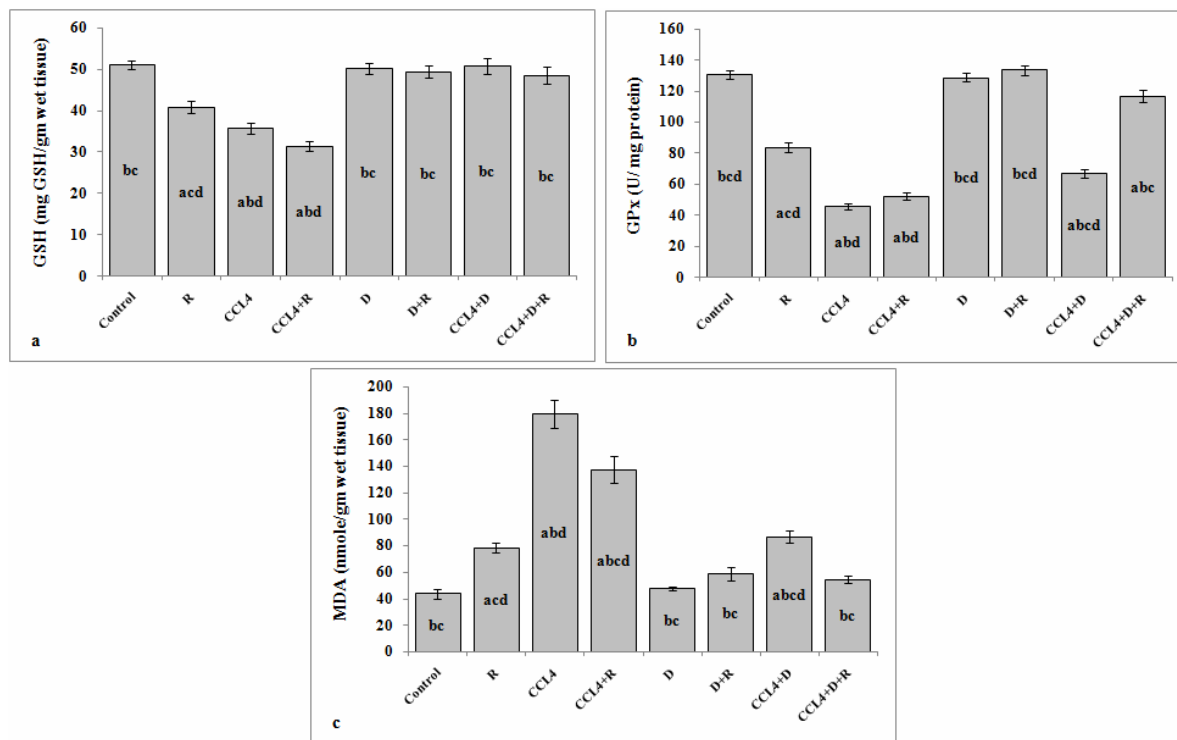 GSH (mg GSH/gm wet tissue)
60
50
40
30
20
10
0
bc
acd
abd
abd
bc
bc
bc
bc
Control
R
CCL4
CCL4+R
D
D+R
CCL4+D
CCL4+D+R
a
GPx (U/ mg protein)
160
140
120
100
80
60
40
20
0
bcd
acd
abd
abd
bcd
bcd
abcd
abc
Control
R
CCL4
CCL4+R
D
D+R
CCL4+D
CCL4+D+R
b
MDA (nmole/gm wet tissue)
200
180
160
140
120
100
80
60
40
20
0
bc
acd
abd
abcd
bc
bc
abcd
bc
Control
R
CCL4
CCL4+R
D
D+R
CCL4+D
CCL4+D+R
c